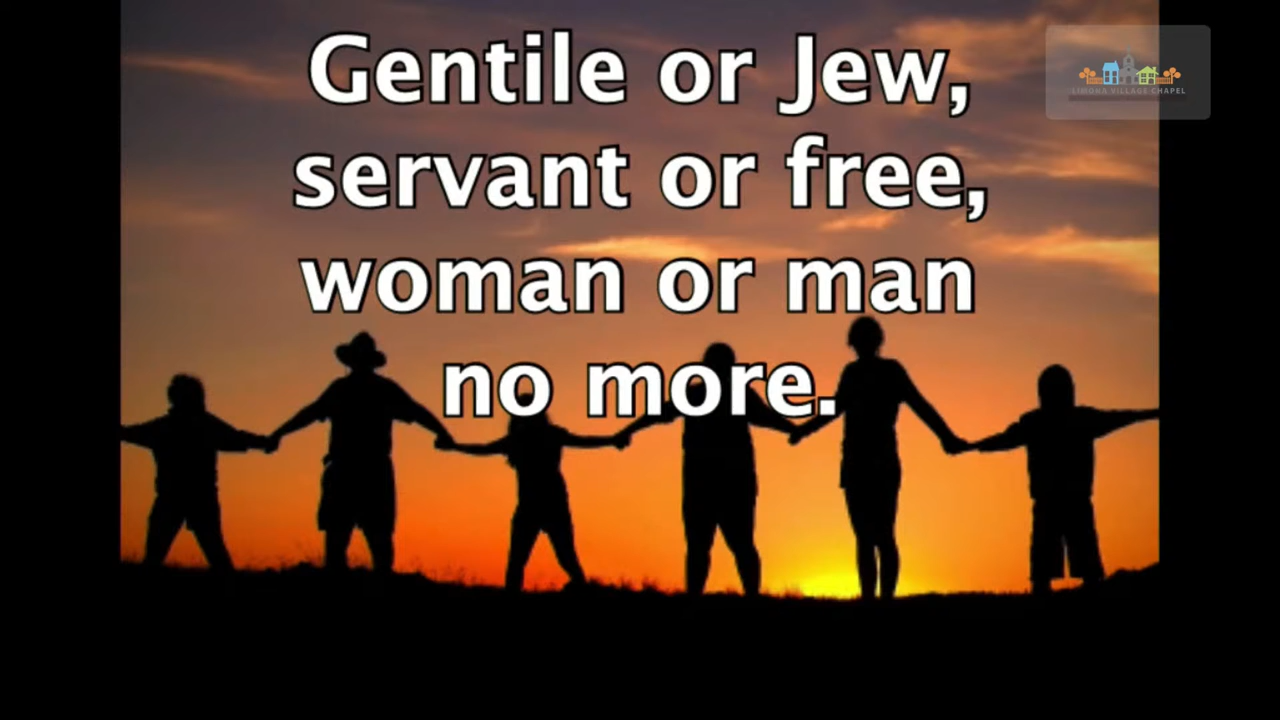 Gentile or Jew,
servant or free,
woman or man
no more.
LIMONA VILLAGE CHAPEL